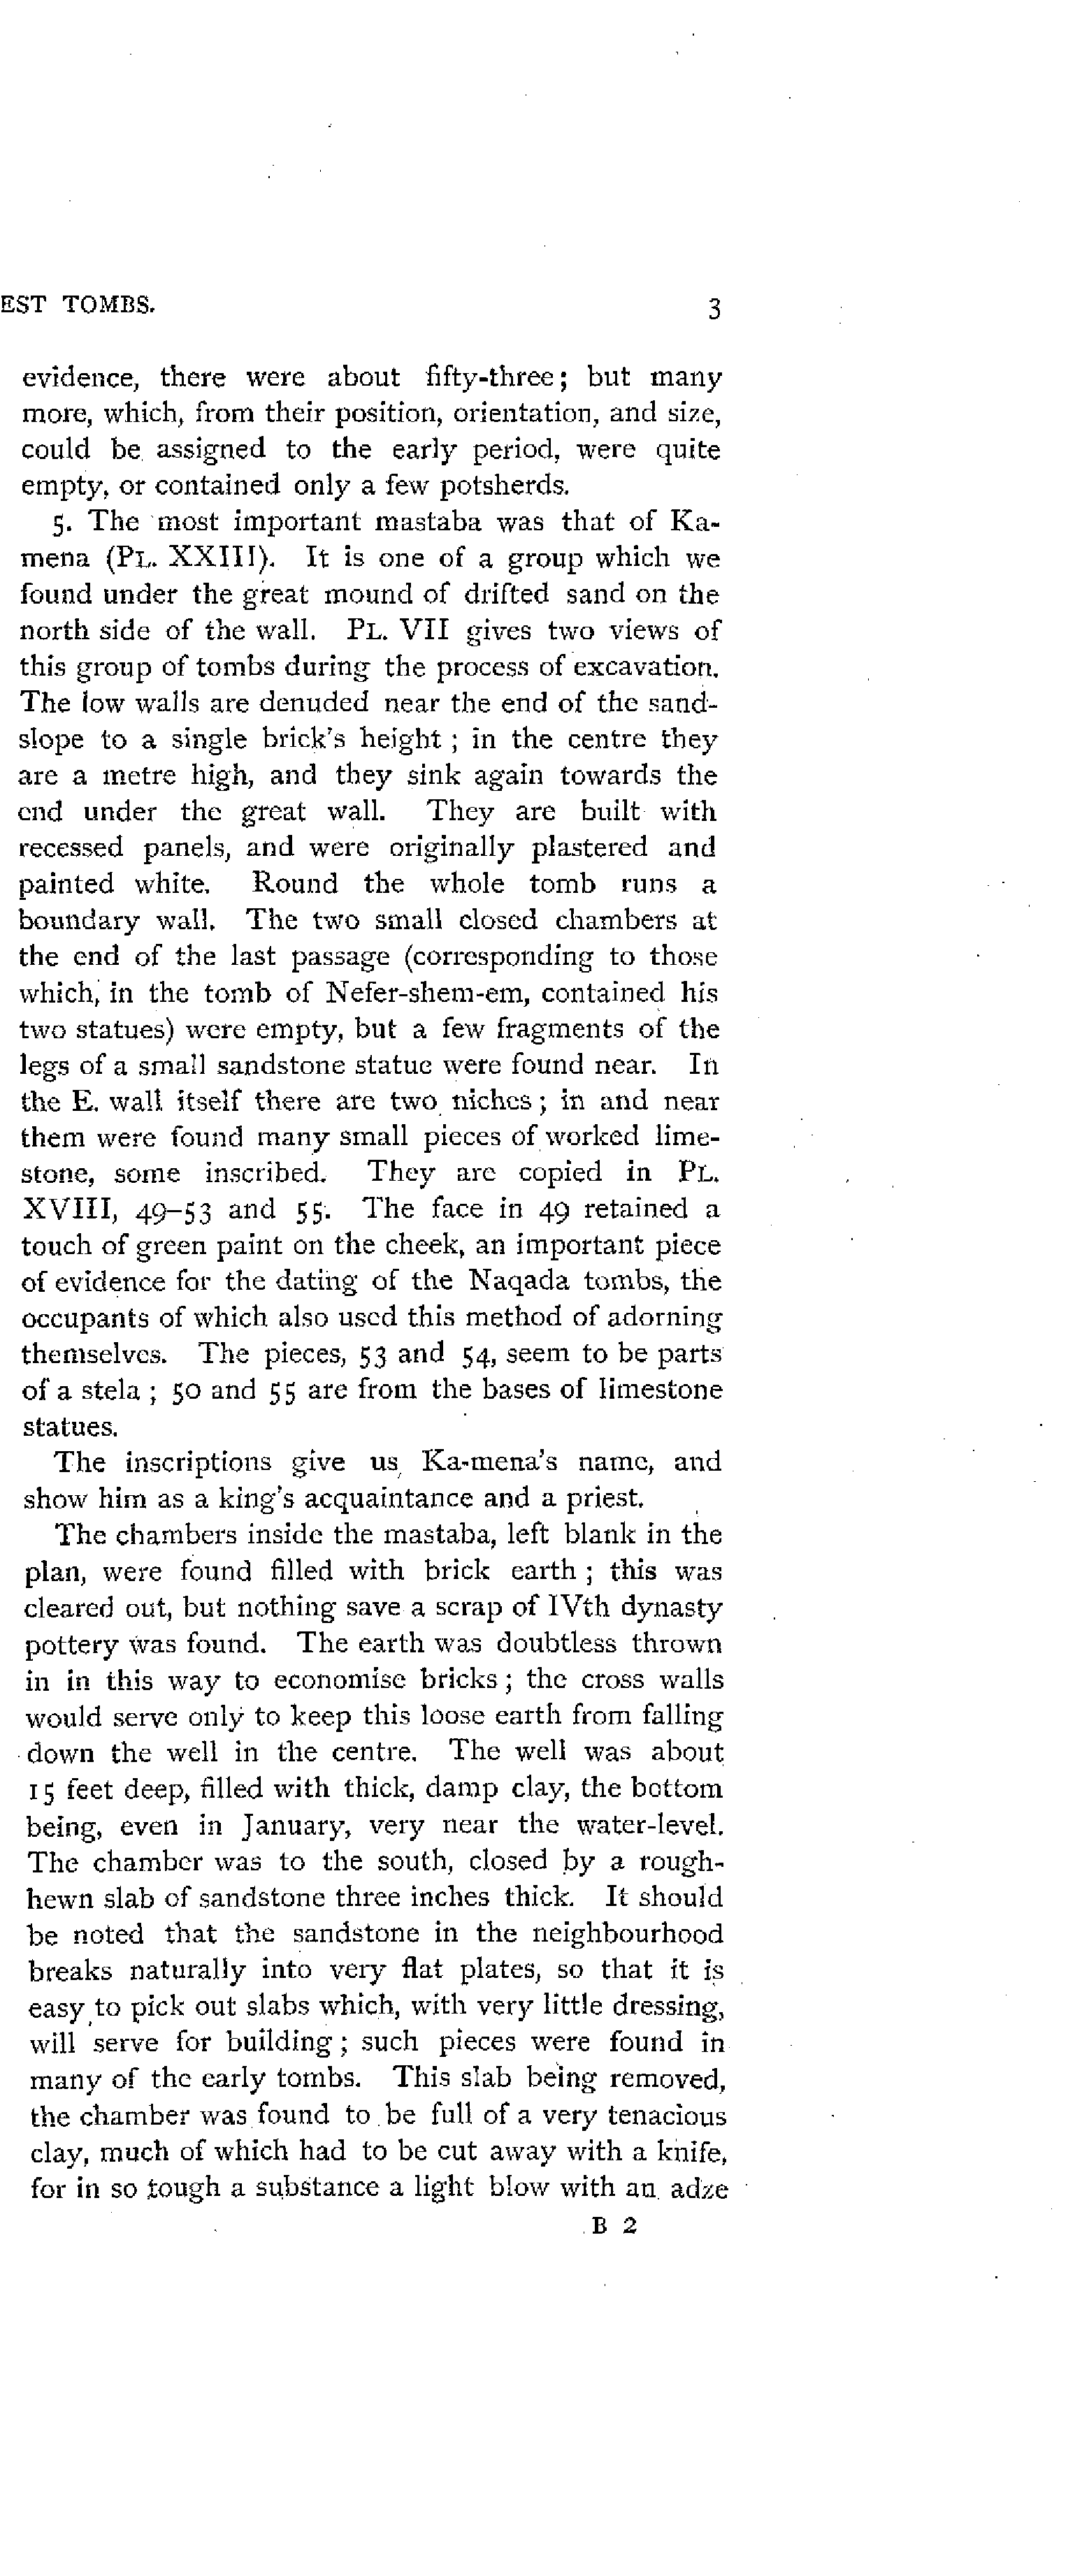 EST TOMBS. 3
evidence, there were about fifty-three; but many
more, which, from their position, orientation, and size,
could be assigned to the early period, were quite
empty, or contained only a few potsherds.
5. The most important mastaba was that of Ka-
mena (PL. XXIII). It is one of a group which we
found under the great mound of drifted sand on the
north side of the wall. PL. VII gives two views of
this group of tombs during the process of excavation.
The low walls are denuded near the end of the sand-
slope to a single brick's height; in the centre they
are a metre high, and they sink again towards the
end under the great wall. They are built with
recessed panels, and were originally plastered and
painted white. Round the whole tomb runs a
boundary wall. The two small closed chambers at
the end of the last passage (corresponding to those
which, in the tomb of Nefer-shem-em, contained his
two statues) were empty, but a few fragments of the
legs of a small sandstone statue were found near. In
the E. wall itself there are two niches; in and near
them were found many small pieces of worked lime-
stone, some inscribed. They are copied in PL.
XVIII, 49–53 and 55. The face in 49 retained a
touch of green paint on the cheek, an important piece
of evidence for the dating of the Naqada tombs, the
occupants of which also used this method of adorning
themselves. The pieces, 53 and 54, seem to be parts
of a stela; 50 and 55 are from the bases of limestone
statues.
The inscriptions give us Ka-mena's name, and
show him as a king's acquaintance and a priest.
The chambers inside the mastaba, left blank in the
plan, were found filled with brick earth; this was
cleared out, but nothing save a scrap of IVth dynasty
pottery was found. The earth was doubtless thrown
in in this way to economise bricks; the cross walls
would serve only to keep this loose earth from falling
down the well in the centre. The well was about
15 feet deep, filled with thick, damp clay, the bottom
being, even in January, very near the water-level.
The chamber was to the south, closed by a rough-
hewn slab of sandstone three inches thick. It should
be noted that the sandstone in the neighbourhood
breaks naturally into very flat plates, so that it is
easy to pick out slabs which, with very little dressing,
will serve for building; such pieces were found in
many of the early tombs. This slab being removed,
the chamber was found to be full of a very tenacious
clay, much of which had to be cut away with a knife,
for in so tough a substance a light blow with an adze
B 2